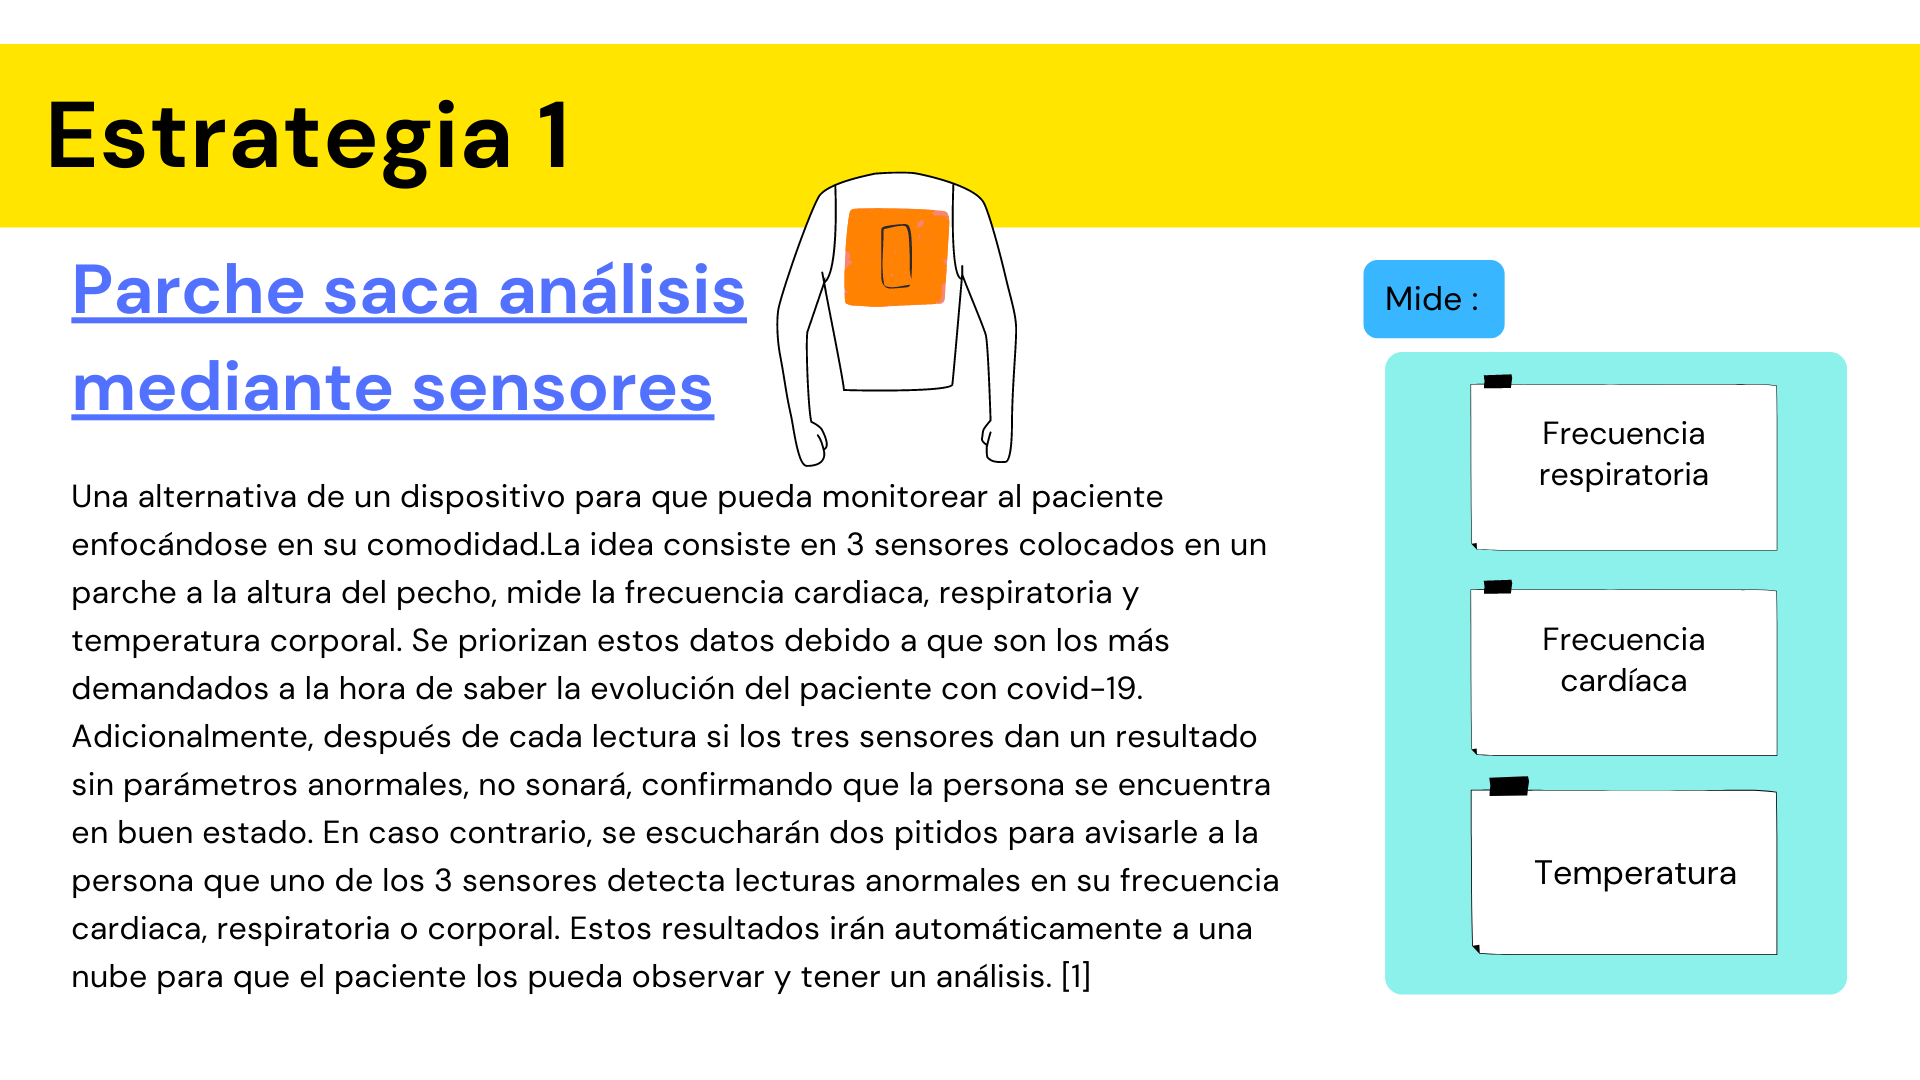 Estrategia 1
Parche saca análisis
mediante sensores
Una alternativa de un dispositivo para que pueda monitorear al paciente
enfocándose en su comodidad.La idea consiste en 3 sensores colocados en un
parche a la altura del pecho, mide la frecuencia cardiaca, respiratoria y
temperatura corporal. Se priorizan estos datos debido a que son los más
demandados a la hora de saber la evolución del paciente con covid-19.
Adicionalmente, después de cada lectura si los tres sensores dan un resultado
sin parámetros anormales, no sonará, confirmando que la persona se encuentra
en buen estado. En caso contrario, se escucharán dos pitidos para avisarle a la
persona que uno de los 3 sensores detecta lecturas anormales en su frecuencia
cardiaca, respiratoria o corporal. Estos resultados irán automáticamente a una
nube para que el paciente los pueda observar y tener un análisis. [1]
Mide :
Frecuencia
respiratoria
Frecuencia
cardíaca
Temperatura